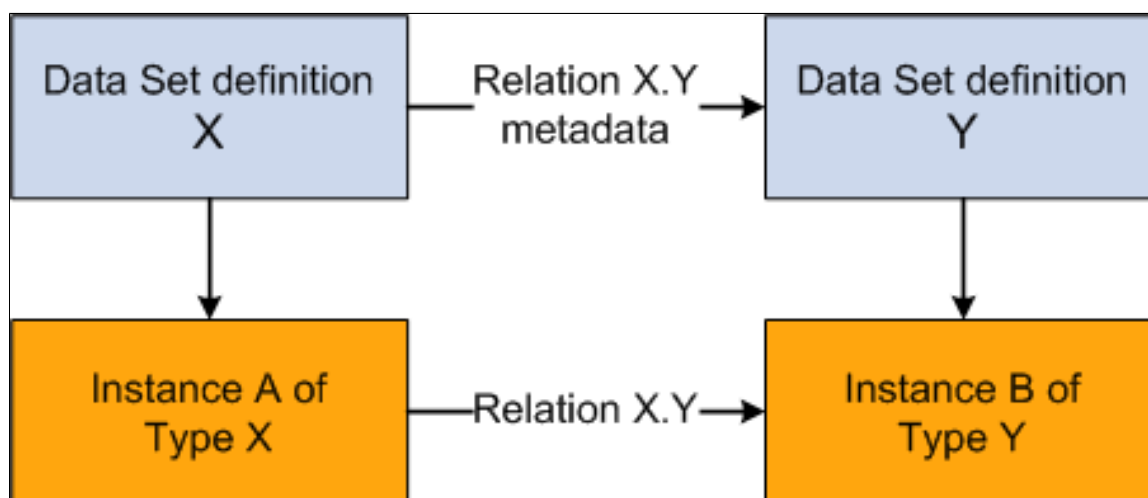 Data Set definition
X
Relation X.Y
metadata
Data Set definition
Y
Instance A of
Type X
Relation X.Y
Instance B of
Type Y